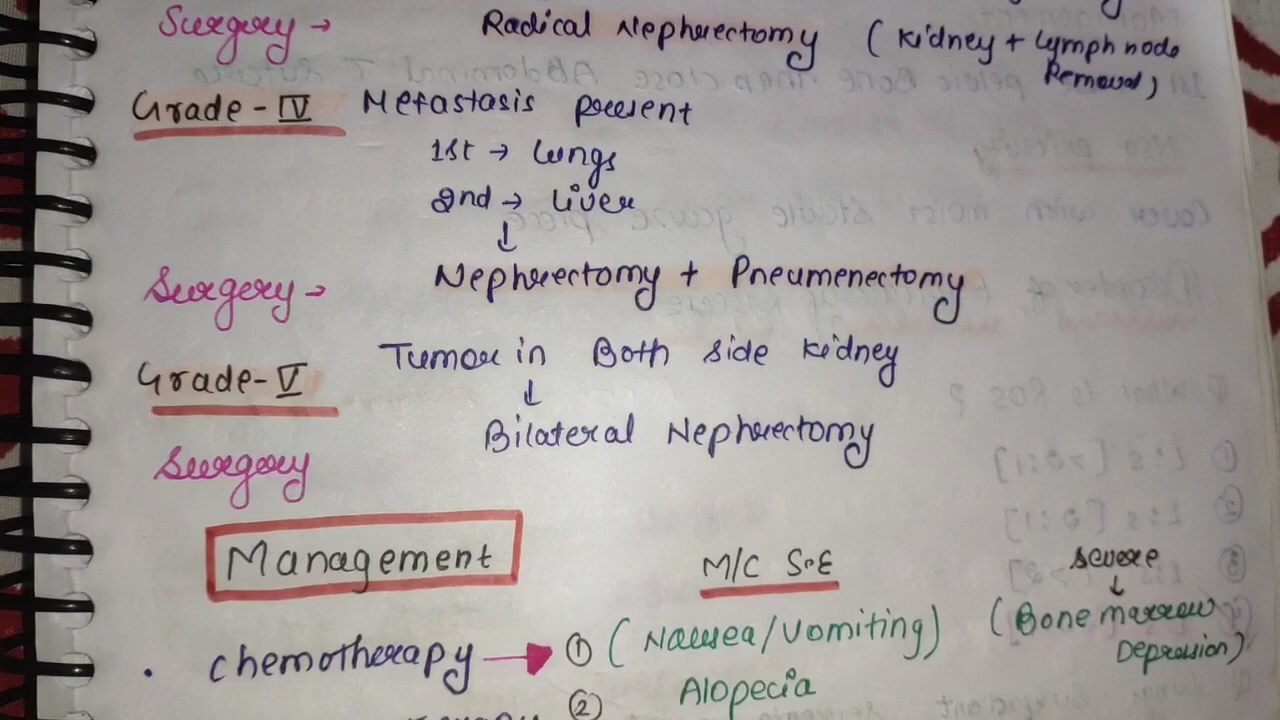 Surgery → Radical Nephrectomy (Kidney + Lymph node Removal)
Grade-IV Metastasis present
1st → Lungs
2nd → Liver
↓
Surgery → Nephrectomy + Pneumenectomy
Grade-V Tumor in Both side Kidney
↓
Surgery Bilateral Nephrectomy
Management M/C S.E severe
↓
• Chemotherapy → ① (Nausea/Vomiting) (Bone marrow Depression)
② Alopecia